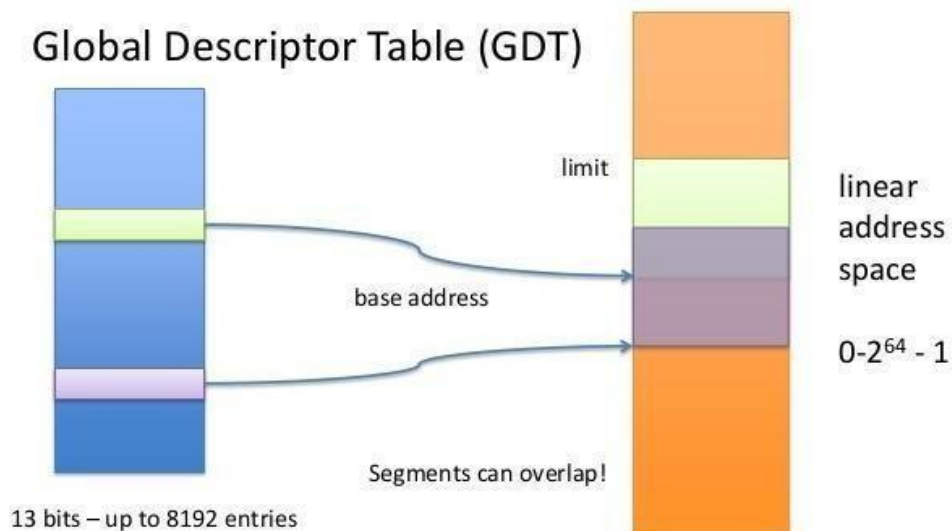 Global Descriptor Table (GDT)
limit
linear
address
space
base address
0-2⁶⁴ - 1
Segments can overlap!
13 bits – up to 8192 entries